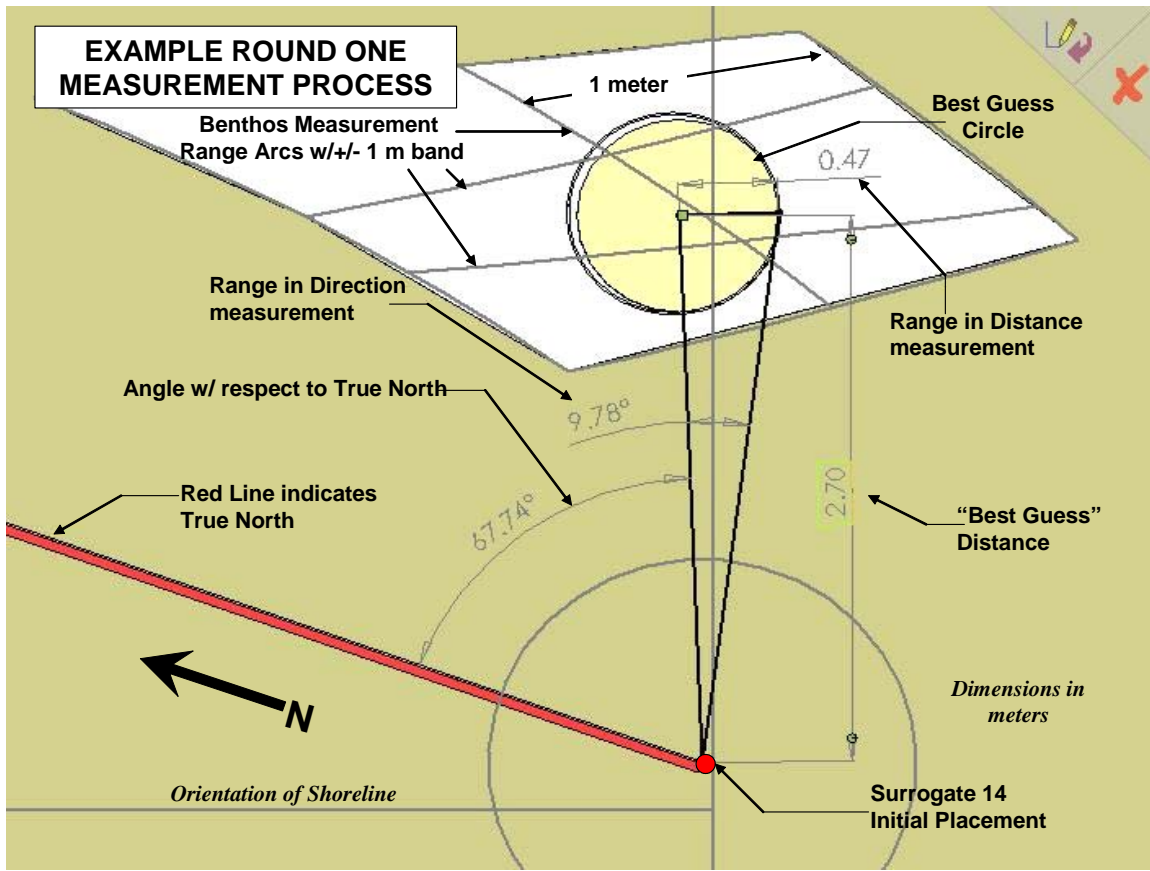 EXAMPLE ROUND ONE
MEASUREMENT PROCESS
1 meter
Benthos Measurement
Range Arcs w/+/- 1 m band
Best Guess
Circle
0.47
Range in Direction
measurement
Range in Distance
measurement
Angle w/ respect to True North
9.78°
67.74°
2.70
Red Line indicates
True North
“Best Guess”
Distance
N
Dimensions in
meters
Orientation of Shoreline
Surrogate 14
Initial Placement